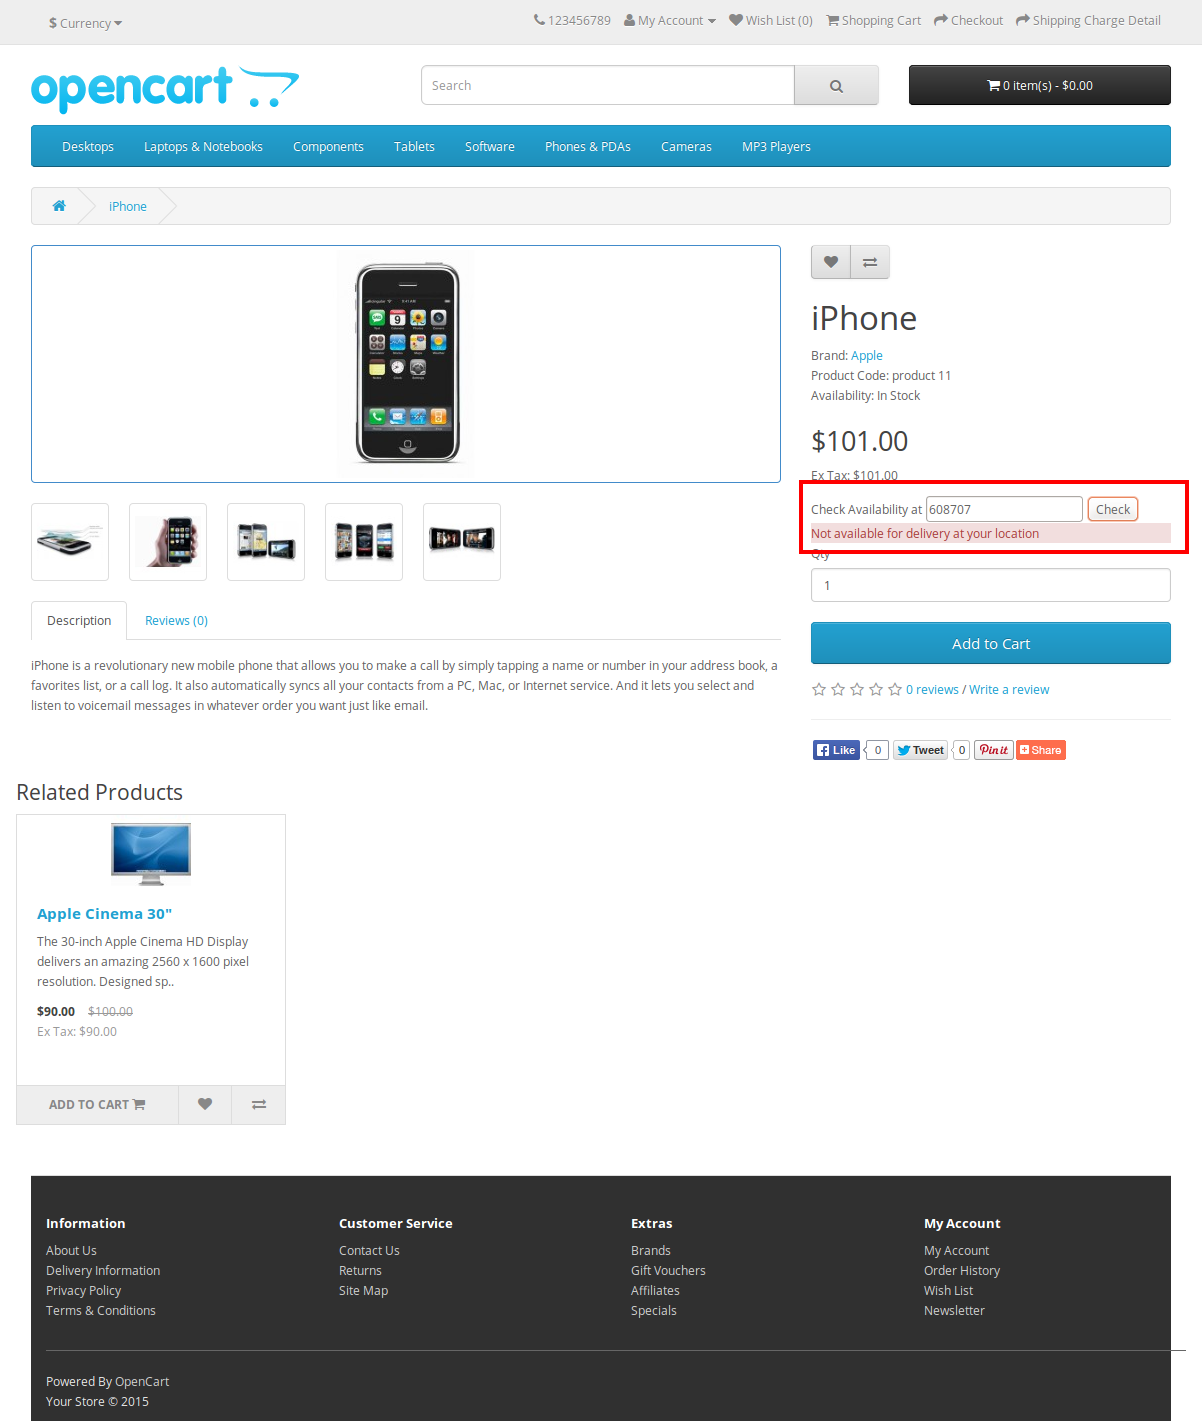 $ Currency
123456789 My Account Wish List (0) Shopping Cart Checkout Shipping Charge Detail
opencart
Search
0 item(s) - $0.00
Desktops Laptops & Notebooks Components Tablets Software Phones & PDAs Cameras MP3 Players
iPhone
iPhone
Brand: Apple
Product Code: product 11
Availability: In Stock
$101.00
Ex Tax: $101.00
Check Availability at 608707 Check
Not available for delivery at your location
Qty
1
Add to Cart
0 reviews / Write a review
Like 0 Tweet 0 Pin it Share
Description Reviews (0)
iPhone is a revolutionary new mobile phone that allows you to make a call by simply tapping a name or number in your address book, a
favorites list, or a call log. It also automatically syncs all your contacts from a PC, Mac, or Internet service. And it lets you select and
listen to voicemail messages in whatever order you want just like email.
Related Products
Apple Cinema 30"
The 30-inch Apple Cinema HD Display
delivers an amazing 2560 x 1600 pixel
resolution. Designed sp..
$90.00 $100.00
Ex Tax: $90.00
ADD TO CART
Information
About Us
Delivery Information
Privacy Policy
Terms & Conditions
Customer Service
Contact Us
Returns
Site Map
Extras
Brands
Gift Vouchers
Affiliates
Specials
My Account
My Account
Order History
Wish List
Newsletter
Powered By OpenCart
Your Store © 2015